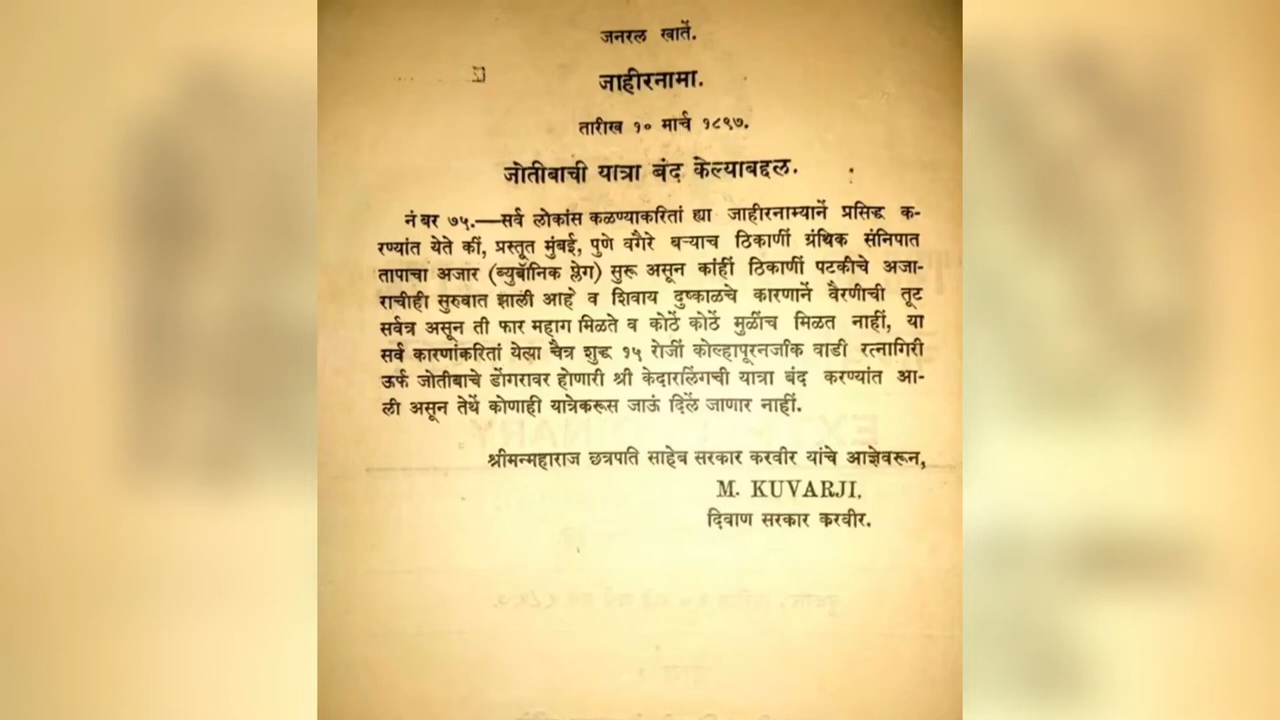 जनरल खातें.
जाहीरनामा.
तारीख १० मार्च १८९७.
जोतीबाची यात्रा बंद केल्याबद्दल.
नंबर ७५.—सर्व लोकांस कळण्याकरितां ह्या जाहीरनाम्यानें प्रसिद्ध क-
रण्यांत येते कीं, प्रस्तूत मुंबई, पुणे वगैरे बऱ्याच ठिकाणीं ग्रंथिक संनिपात
तापाचा अजार (ब्युबॉनिक प्लेग) सुरू असून कांहीं ठिकाणीं पटकीचे अजा-
राचीही सुरुबात झाली आहे व शिवाय दुष्काळचे कारणानें वैरणीची तूट
सर्वत्र असून ती फार महाग मिळते व कोठें कोठें मुळींच मिळत नाहीं, या
सर्व कारणांकरितां येत्या चैत्र शुद्ध १५ रोजीं कोल्हापूरनजीक वाडी रत्नागिरी
ऊर्फ जोतीबाचे डोंगरावर होणारी श्री केदारलिंगची यात्रा बंद करण्यांत आ-
ली असून तेथें कोणाही यात्रेकरूस जाऊं दिलें जाणार नाहीं.
श्रीमन्महाराज छत्रपति साहेब सरकार करवीर यांचे आज्ञेवरून,
M. KUVARJI,
दिवाण सरकार करवीर.